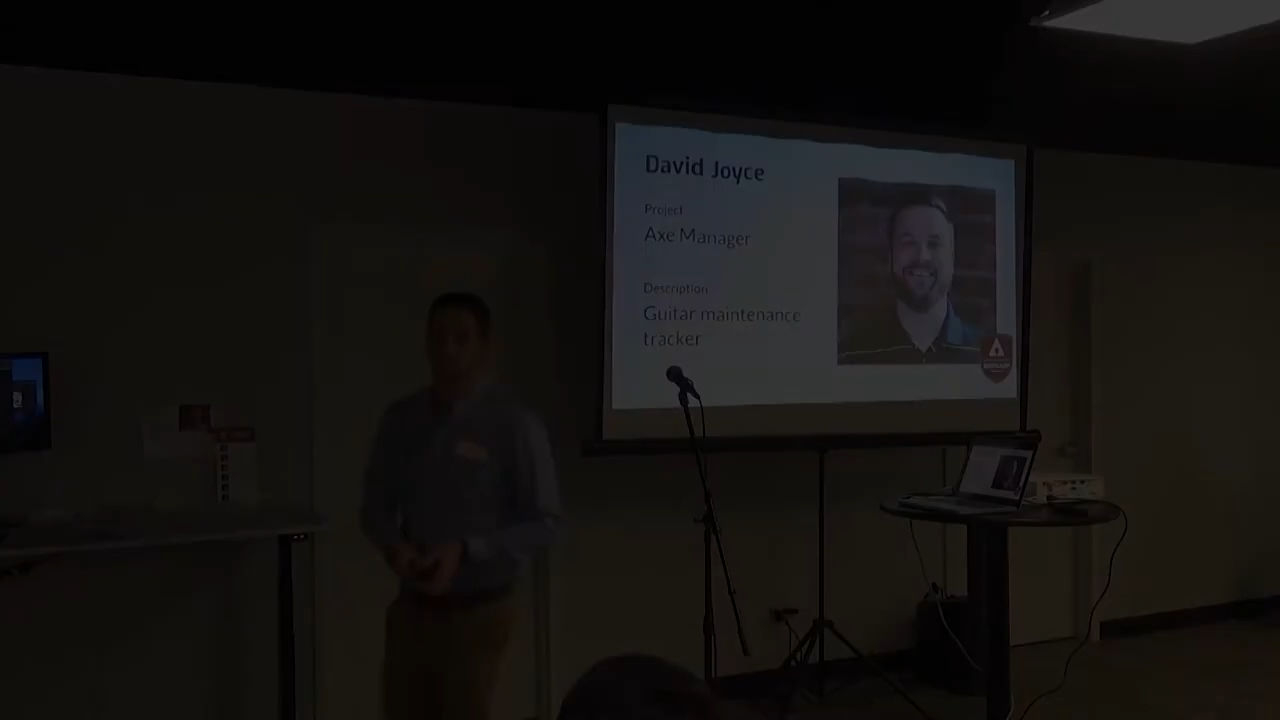 David Joyce
Project
Axe Manager
Description
Guitar maintenance
tracker